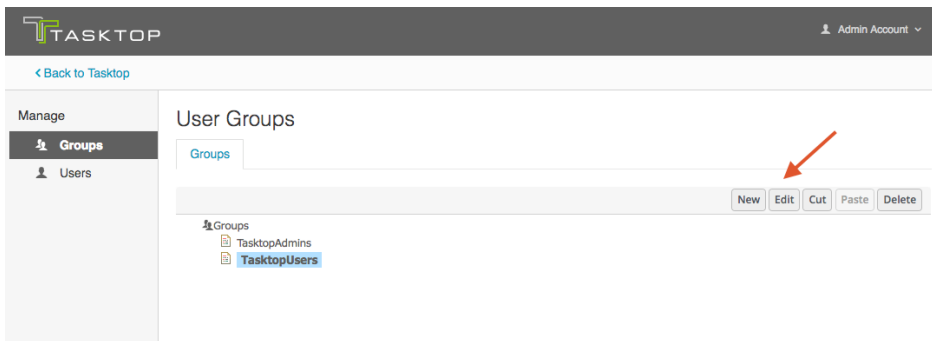 TASKTOP
Admin Account
Back to Tasktop
Manage
Groups
Users
User Groups
Groups
New Edit Cut Paste Delete
Groups
TasktopAdmins
TasktopUsers